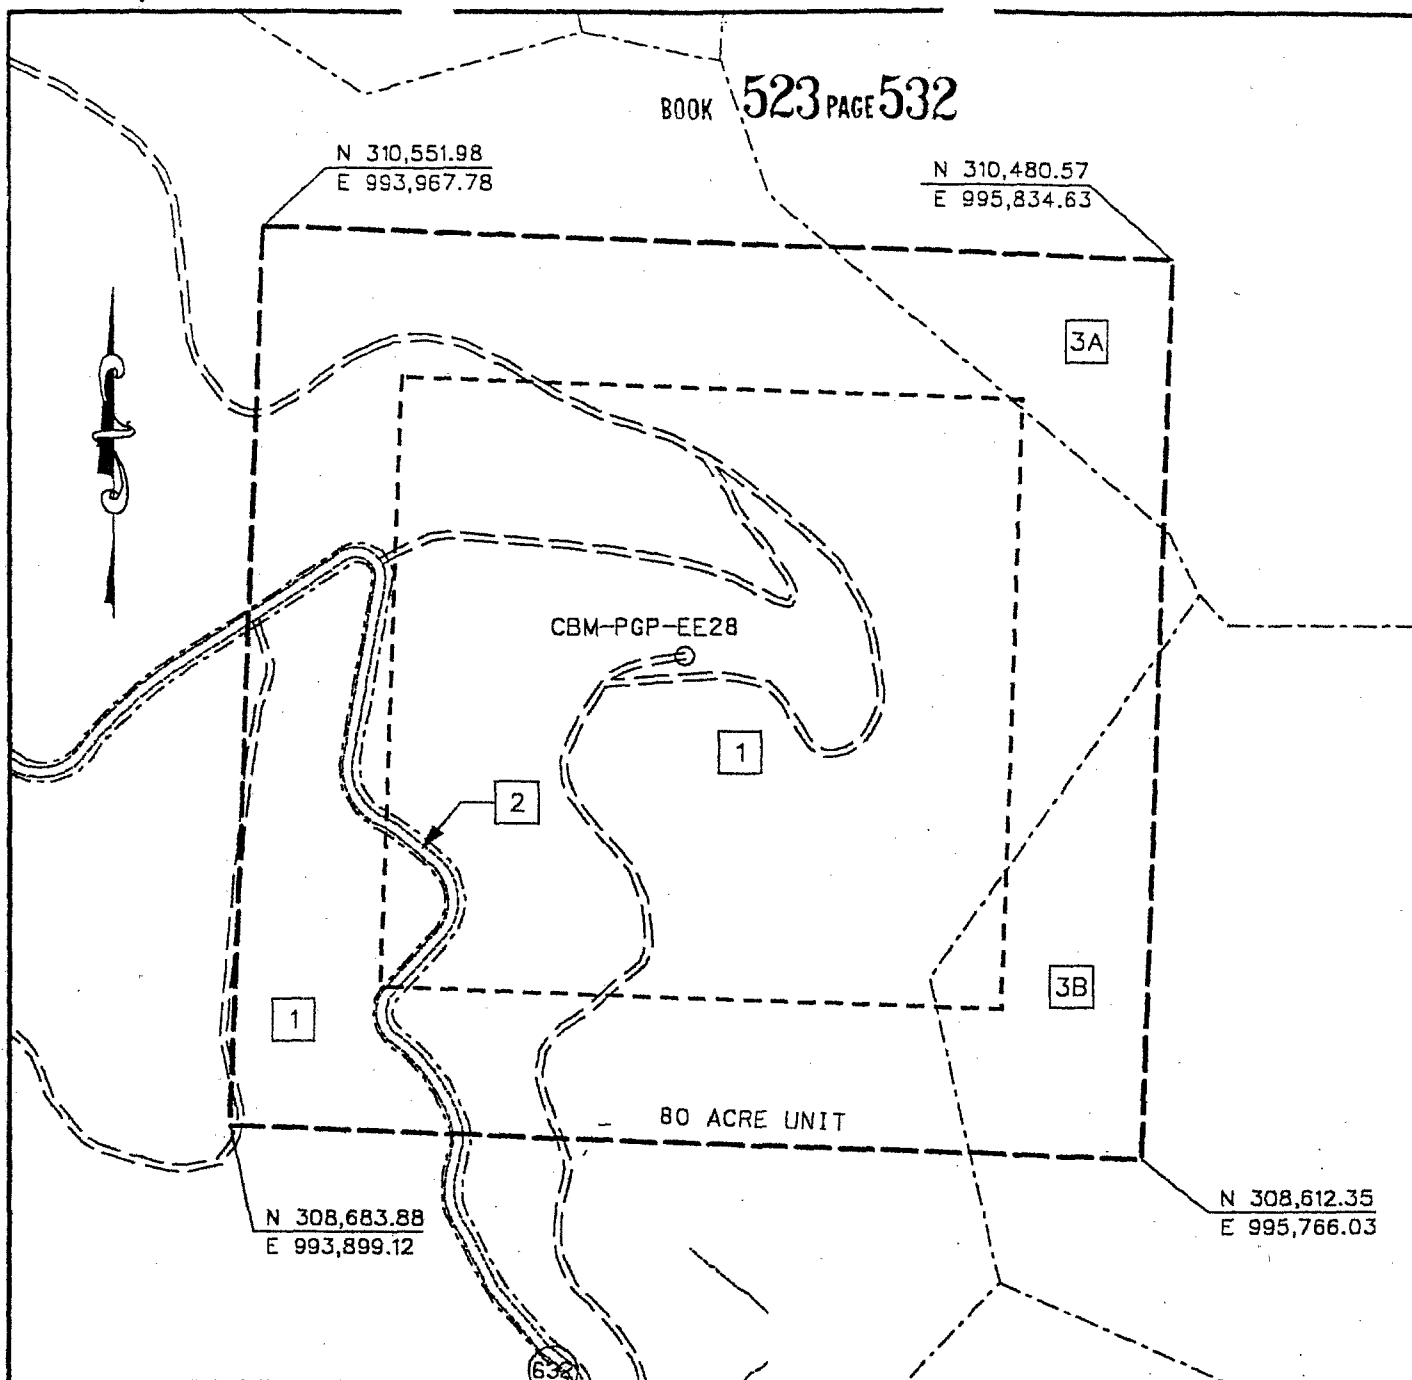 BOOK 523 PAGE 532
N 310,551.98
E 993,967.78
N 310,480.57
E 995,834.63
3A
CBM-PGP-EE28
1
2
3B
1
80 ACRE UNIT
N 308,683.88
E 993,899.12
N 308,612.35
E 995,766.03